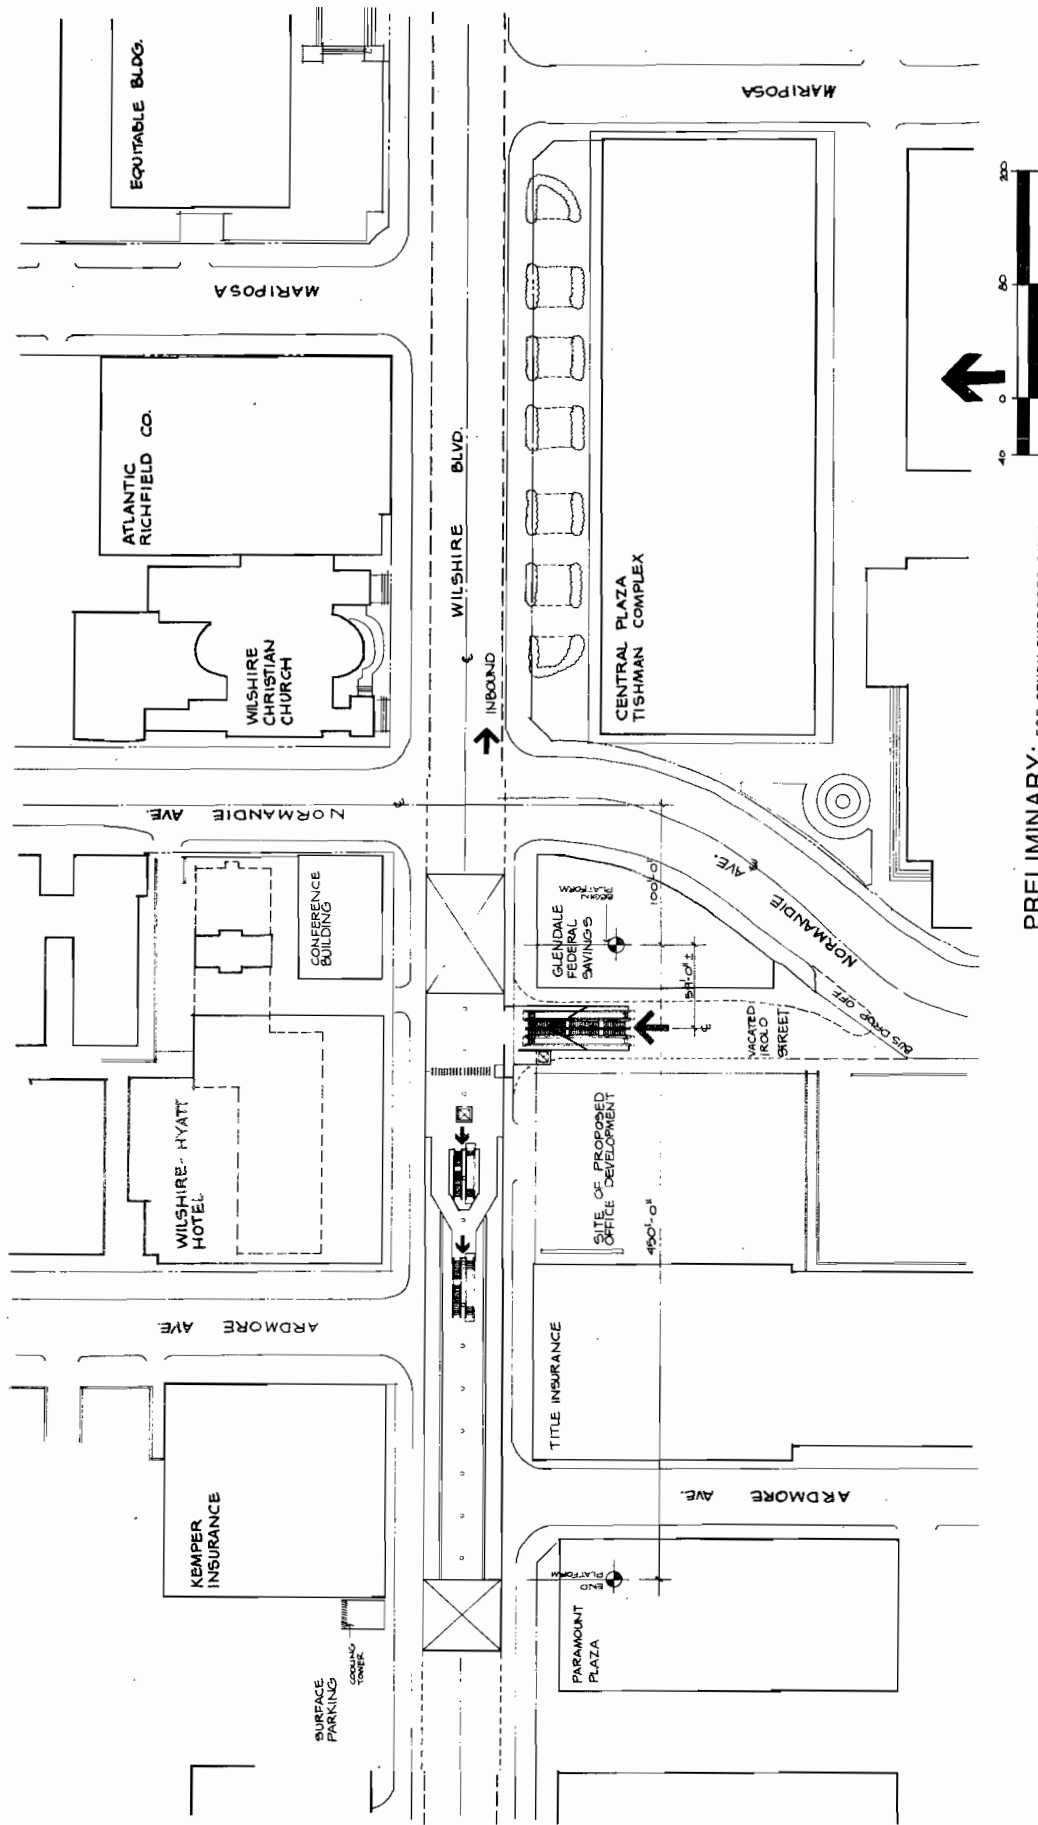 EQUITABLE BLDG.
MARIPOSA
MARIPOSA
ATLANTIC
RICHFIELD CO.
WILSHIRE
CHRISTIAN
CHURCH
WILSHIRE BLVD.
INBOUND
CENTRAL PLAZA
TISHMAN COMPLEX
NORMANDIE AVE.
NORMANDIE AVE.
CONFERENCE
BUILDING
GLENDALE
FEDERAL
SAVINGS
BEGIN
PLATFORM
100'-0"
59'-0" ±
BUS DROP OFF
VACATED
IROLO
STREET
WILSHIRE-HYATT
HOTEL
SITE OF PROPOSED
OFFICE DEVELOPMENT
450'-0"
ARDMORE AVE.
ARDMORE AVE.
TITLE INSURANCE
KEMPER
INSURANCE
COOLING
TOWER
SURFACE
PARKING
END
PLATFORM
PARAMOUNT
PLAZA
40 0 80 200
PRELIMINARY: